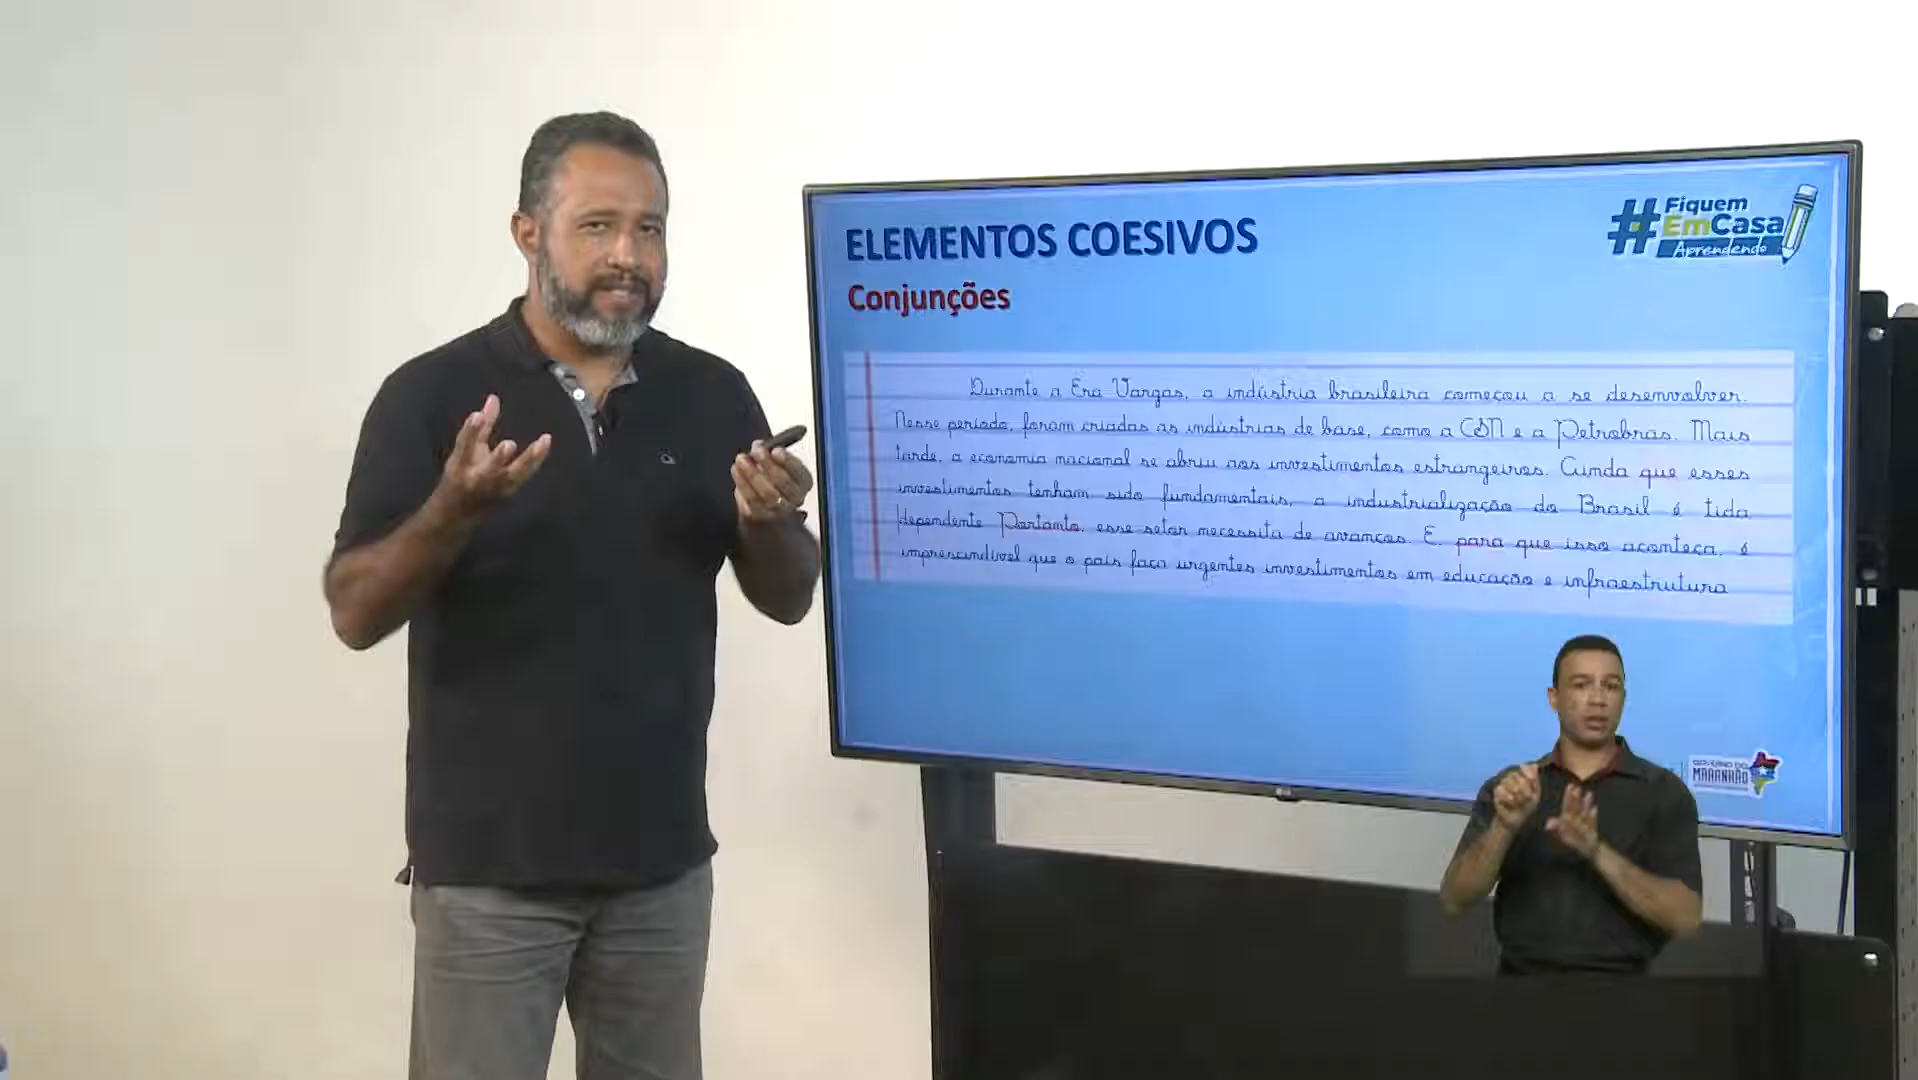 ELEMENTOS COESIVOS
Conjunções
#Fiquem
EmCasa
Aprendendo
Durante a Era Vargas, a indústria brasileira começou a se desenvolver.
Nesse período, foram criadas as indústrias de base, como a CSN e a Petrobras. Mais
tarde, a economia nacional se abriu aos investimentos estrangeiros. Ainda que esses
investimentos tenham sido fundamentais, a industrialização do Brasil é tida
dependente Portanto, esse setor necessita de avanços. E, para que isso aconteça, é
imprescindível que o país faça urgentes investimentos em educação e infraestrutura
GOVERNO DO
MARANHÃO